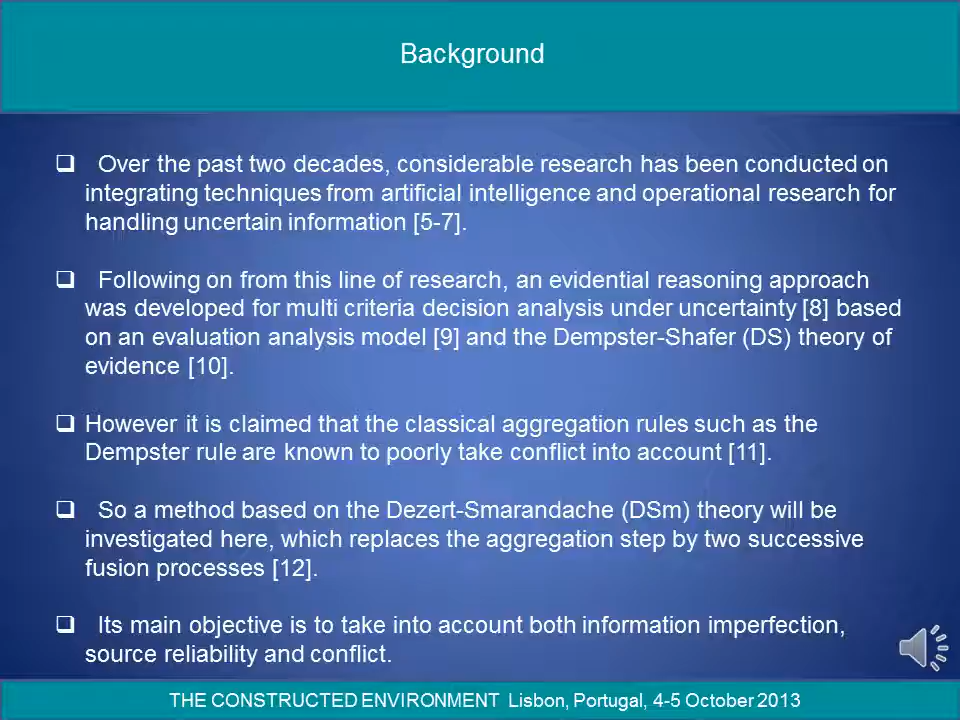 Background
❑ Over the past two decades, considerable research has been conducted on
integrating techniques from artificial intelligence and operational research for
handling uncertain information [5-7].
❑ Following on from this line of research, an evidential reasoning approach
was developed for multi criteria decision analysis under uncertainty [8] based
on an evaluation analysis model [9] and the Dempster-Shafer (DS) theory of
evidence [10].
❑ However it is claimed that the classical aggregation rules such as the
Dempster rule are known to poorly take conflict into account [11].
❑ So a method based on the Dezert-Smarandache (DSm) theory will be
investigated here, which replaces the aggregation step by two successive
fusion processes [12].
❑ Its main objective is to take into account both information imperfection,
source reliability and conflict.
THE CONSTRUCTED ENVIRONMENT Lisbon, Portugal, 4-5 October 2013